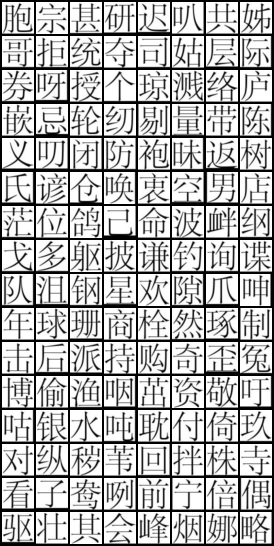 胞宗甚研迟叭共姊
哥拒统夺司姑层际
券呀授个琼溅络庐
嵌忌轮纫剔量带陈
义叨闭防袍昧返树
氏谚仓唤衷空男店
茫位鸽己命波衅纲
戈多躯披谦钓询谍
队沮钢星欢隙爪呻
年球珊商栓然琢制
击后派持购奇歪冤
博偷渔咽茁资敬吁
咕银水吨耽付倚玖
对纵秽苇回拌株寺
看子鸯咧前宁倍偶
驱壮其会峰烟娜略